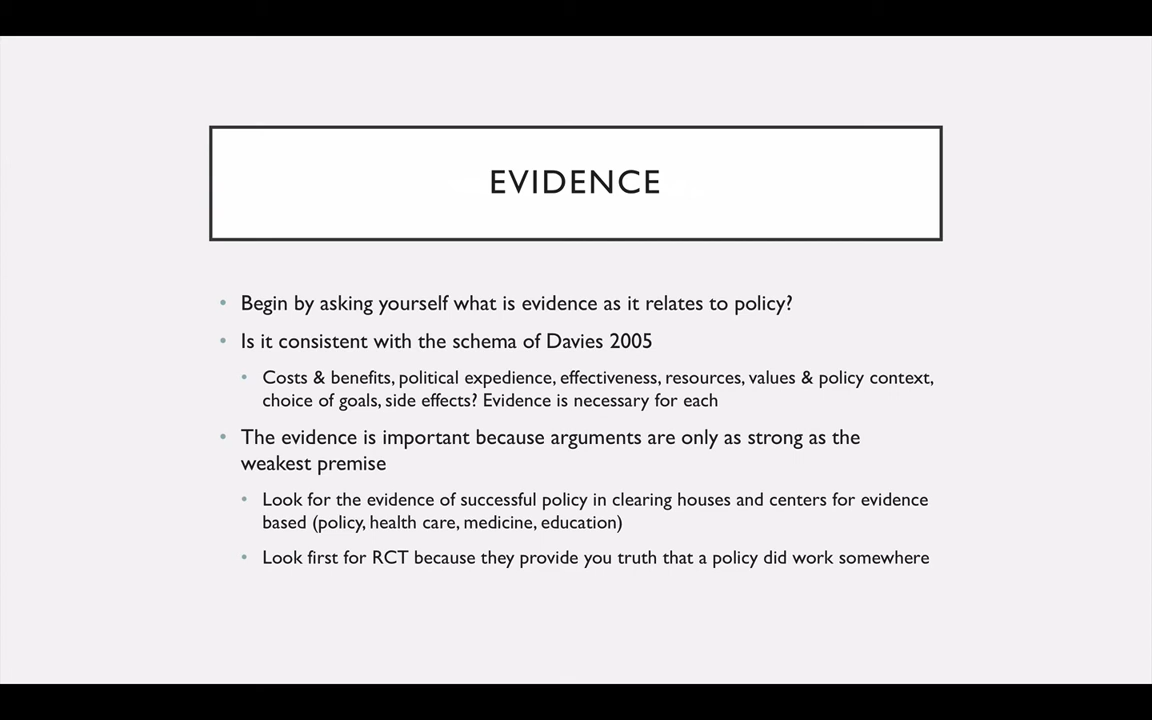 EVIDENCE
• Begin by asking yourself what is evidence as it relates to policy?
• Is it consistent with the schema of Davies 2005
• Costs & benefits, political expedience, effectiveness, resources, values & policy context,
choice of goals, side effects? Evidence is necessary for each
• The evidence is important because arguments are only as strong as the
weakest premise
• Look for the evidence of successful policy in clearing houses and centers for evidence
based (policy, health care, medicine, education)
• Look first for RCT because they provide you truth that a policy did work somewhere